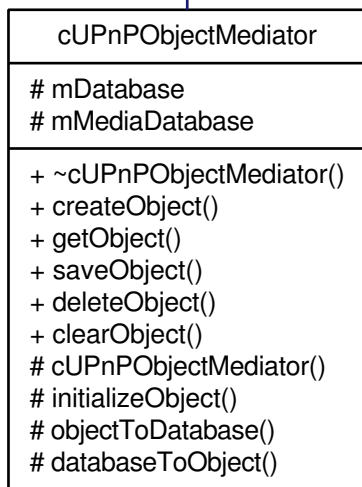 cUPnPObjectMediator
# mDatabase
# mMediaDatabase
+ ~cUPnPObjectMediator()
+ createObject()
+ getObject()
+ saveObject()
+ deleteObject()
+ clearObject()
# cUPnPObjectMediator()
# initializeObject()
# objectToDatabase()
# databaseToObject()